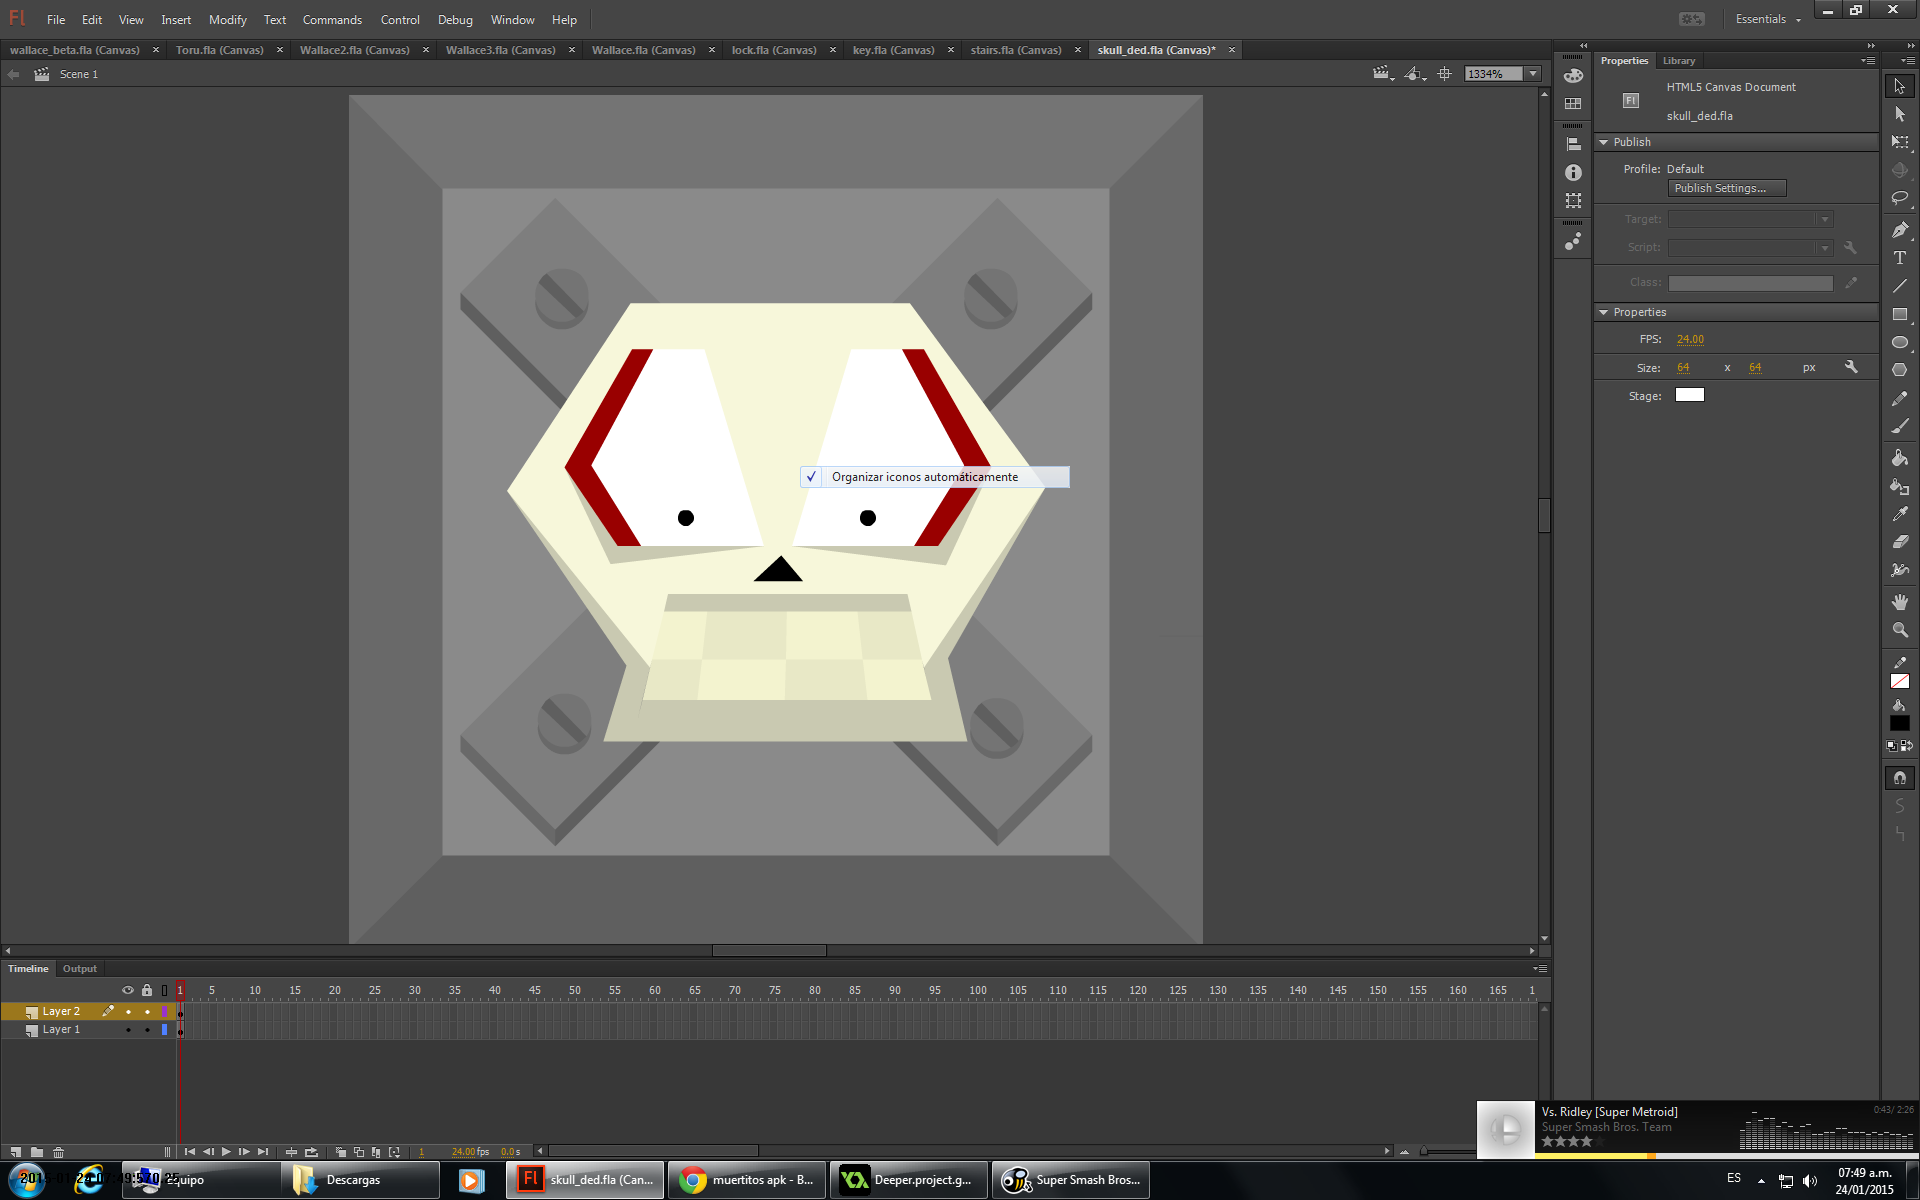 Fl File Edit View Insert Modify Text Commands Control Debug Window Help Essentials
wallace_beta.fla (Canvas) × Toru.fla (Canvas) × Wallace2.fla (Canvas) × Wallace3.fla (Canvas) × Wallace.fla (Canvas) × lock.fla (Canvas) × key.fla (Canvas) × stairs.fla (Canvas) × skull_ded.fla (Canvas)* ×
Scene 1 1334%
Properties Library
HTML5 Canvas Document
Fl
skull_ded.fla
Publish
Profile: Default
Publish Settings...
Target:
Script:
Class:
Properties
FPS: 24.00
Size: 64 x 64 px
Stage:
Organizar iconos automáticamente
Timeline Output
1 5 10 15 20 25 30 35 40 45 50 55 60 65 70 75 80 85 90 95 100 105 110 115 120 125 130 135 140 145 150 155 160 165 1
Layer 2
Layer 1
1 24.00 fps 0.0 s
Vs. Ridley [Super Metroid] 0:43/ 2:26
Super Smash Bros. Team
Equipo Descargas Fl skull_ded.fla (Can... muertitos apk - B... Deeper.project.g... Super Smash Bros...
ES 07:49 a.m.
24/01/2015